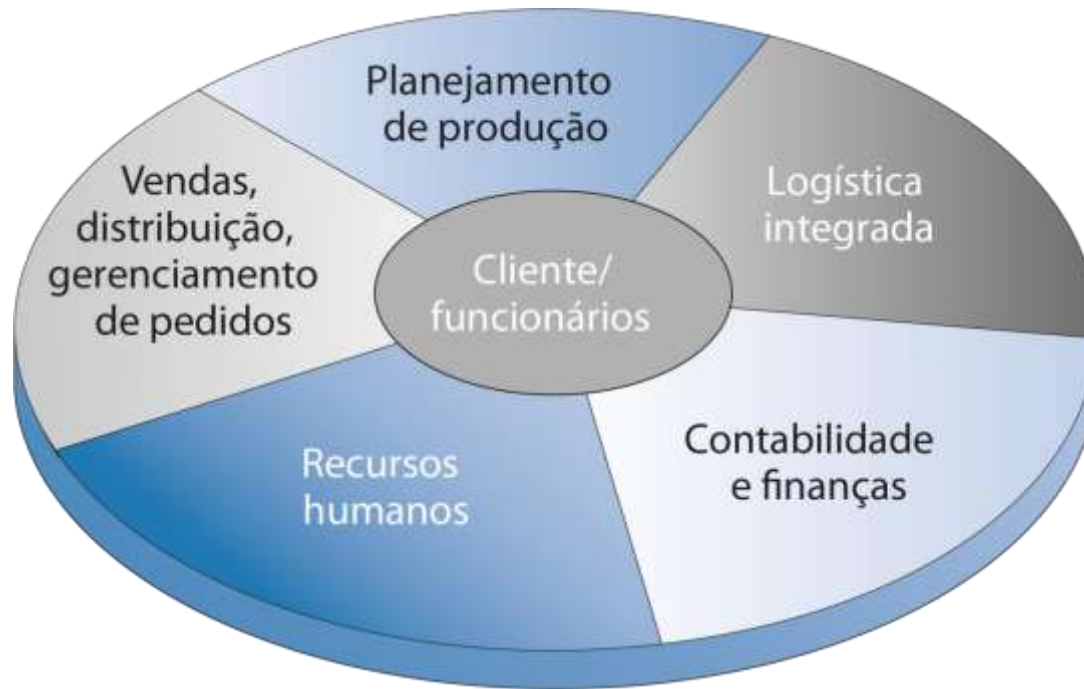 Planejamento
de produção
Logística
integrada
Vendas,
distribuição,
gerenciamento
de pedidos
Cliente/
funcionários
Recursos
humanos
Contabilidade
e finanças